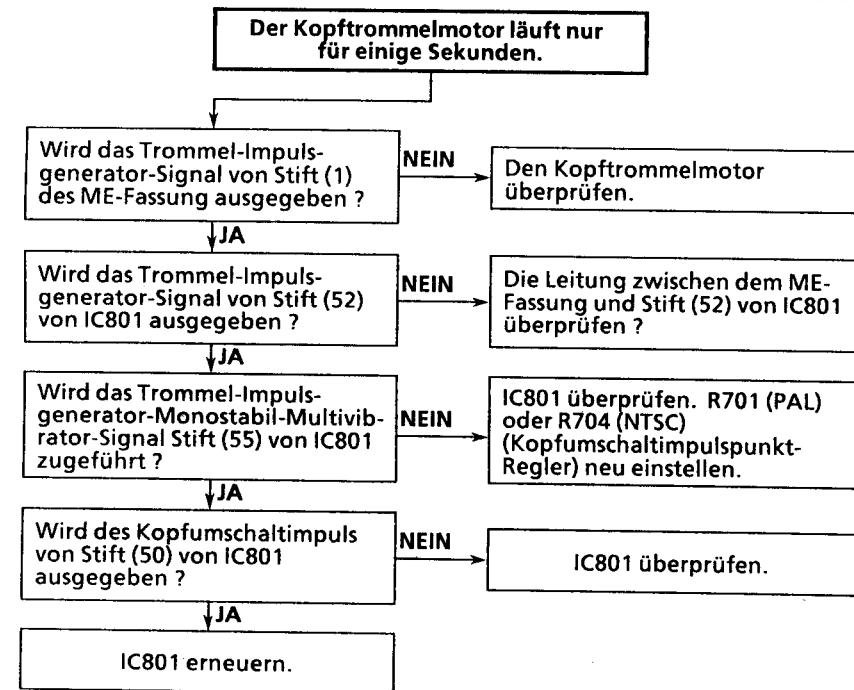 Der Kopftrommelmotor läuft nur
für einige Sekunden.
Wird das Trommel-Impuls-
generator-Signal von Stift (1)
des ME-Fassung ausgegeben ?
NEIN
Den Kopftrommelmotor
überprüfen.
JA
Wird das Trommel-Impuls-
generator-Signal von Stift (52)
von IC801 ausgegeben ?
NEIN
Die Leitung zwischen dem ME-
Fassung und Stift (52) von IC801
überprüfen ?
JA
Wird das Trommel-Impuls-
generator-Monostabil-Multivib-
rator-Signal Stift (55) von IC801
zugeführt ?
NEIN
IC801 überprüfen. R701 (PAL)
oder R704 (NTSC)
(Kopfumschaltimpulspunkt-
Regler) neu einstellen.
JA
Wird des Kopfumschaltimpuls
von Stift (50) von IC801
ausgegeben ?
NEIN
IC801 überprüfen.
JA
IC801 erneuern.